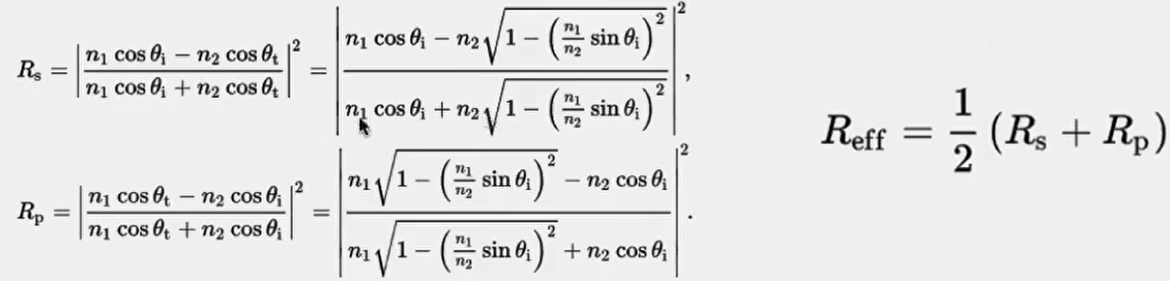 R_s = |(n_1 cos θ_i − n_2 cos θ_t) / (n_1 cos θ_i + n_2 cos θ_t)|^2 = |(n_1 cos θ_i − n_2 √(1 − ((n_1/n_2) sin θ_i)^2)) / (n_1 cos θ_i + n_2 √(1 − ((n_1/n_2) sin θ_i)^2))|^2,
R_p = |(n_1 cos θ_t − n_2 cos θ_i) / (n_1 cos θ_t + n_2 cos θ_i)|^2 = |(n_1 √(1 − ((n_1/n_2) sin θ_i)^2) − n_2 cos θ_i) / (n_1 √(1 − ((n_1/n_2) sin θ_i)^2) + n_2 cos θ_i)|^2.
R_eff = 1/2 (R_s + R_p)